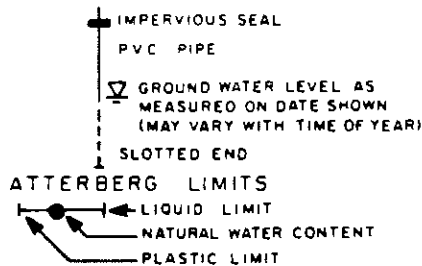 IMPERVIOUS SEAL
PVC PIPE
GROUND WATER LEVEL AS
MEASURED ON DATE SHOWN
(MAY VARY WITH TIME OF YEAR)
SLOTTED END
ATTERBERG LIMITS
LIQUID LIMIT
NATURAL WATER CONTENT
PLASTIC LIMIT